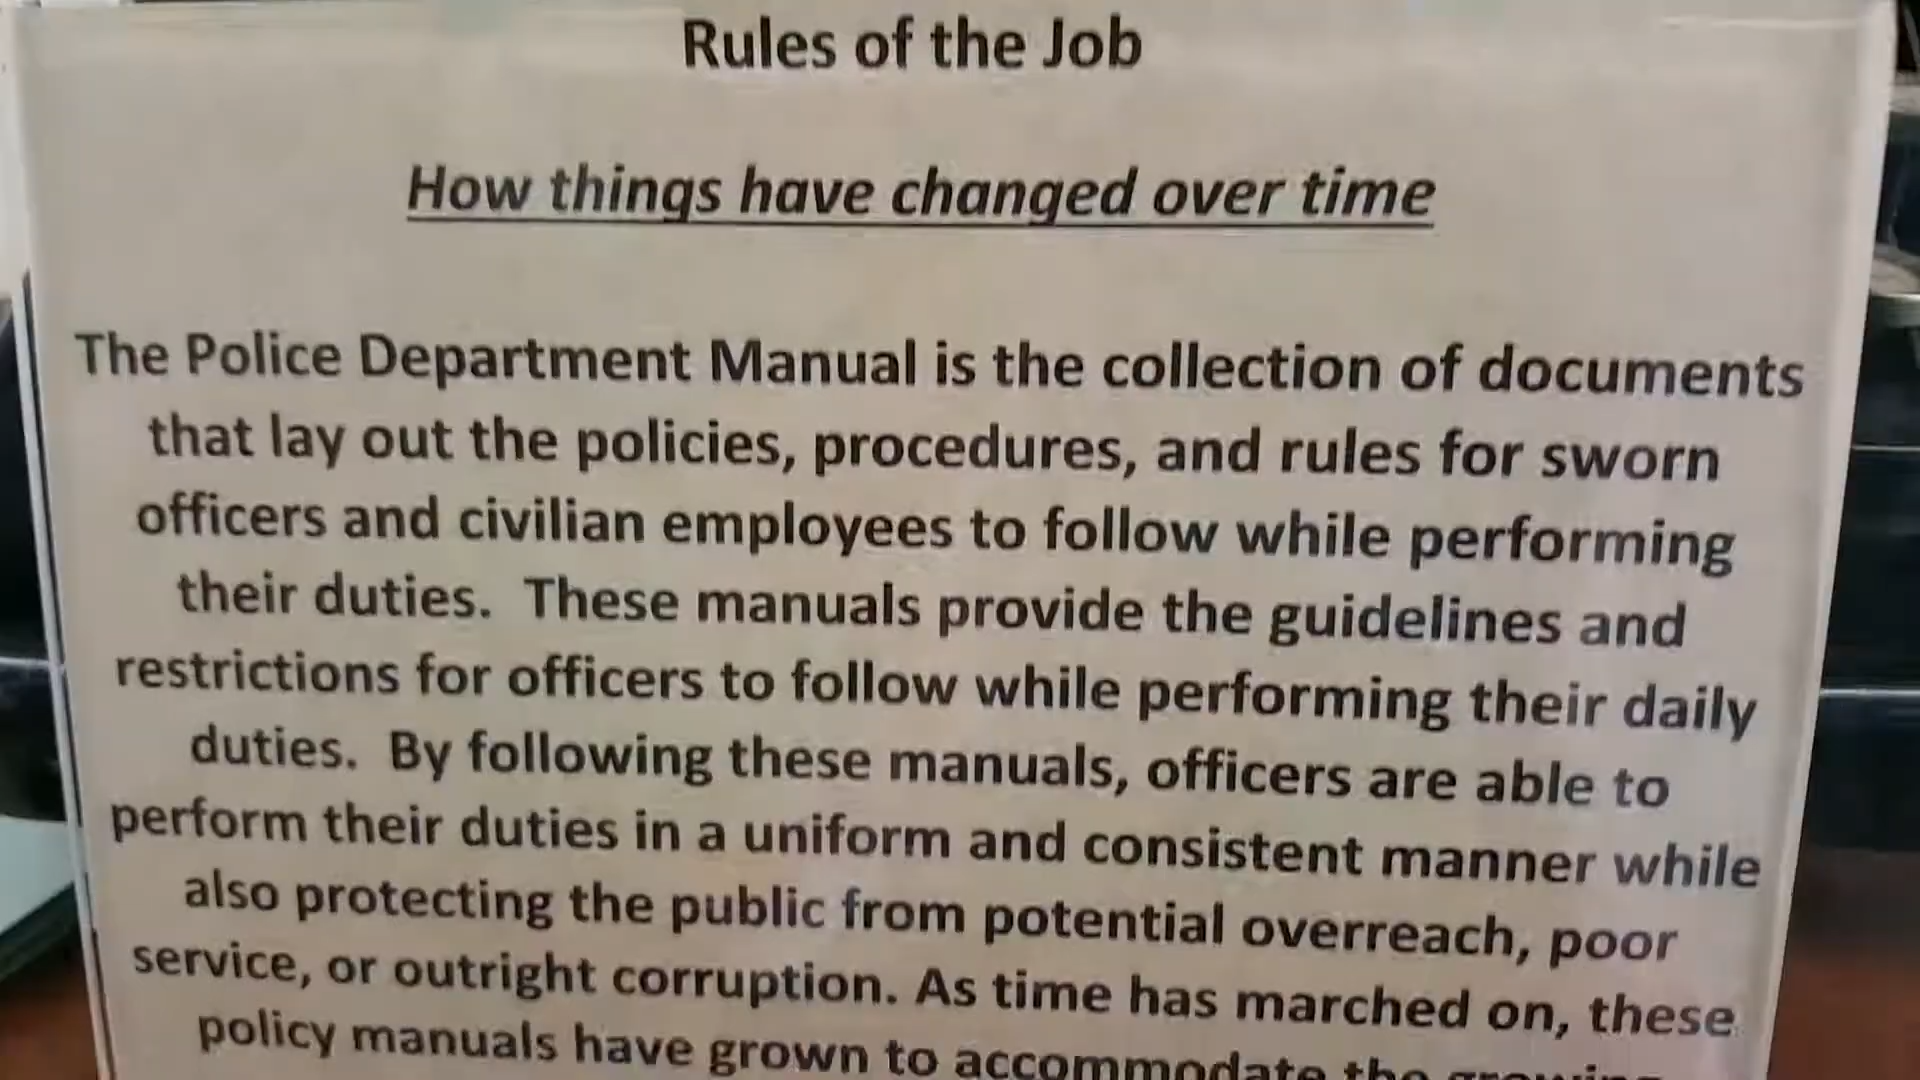 Rules of the Job
How things have changed over time
The Police Department Manual is the collection of documents
that lay out the policies, procedures, and rules for sworn
officers and civilian employees to follow while performing
their duties.  These manuals provide the guidelines and
restrictions for officers to follow while performing their daily
duties.  By following these manuals, officers are able to
perform their duties in a uniform and consistent manner while
also protecting the public from potential overreach, poor
service, or outright corruption. As time has marched on, these
policy manuals have grown to accommodate the growing